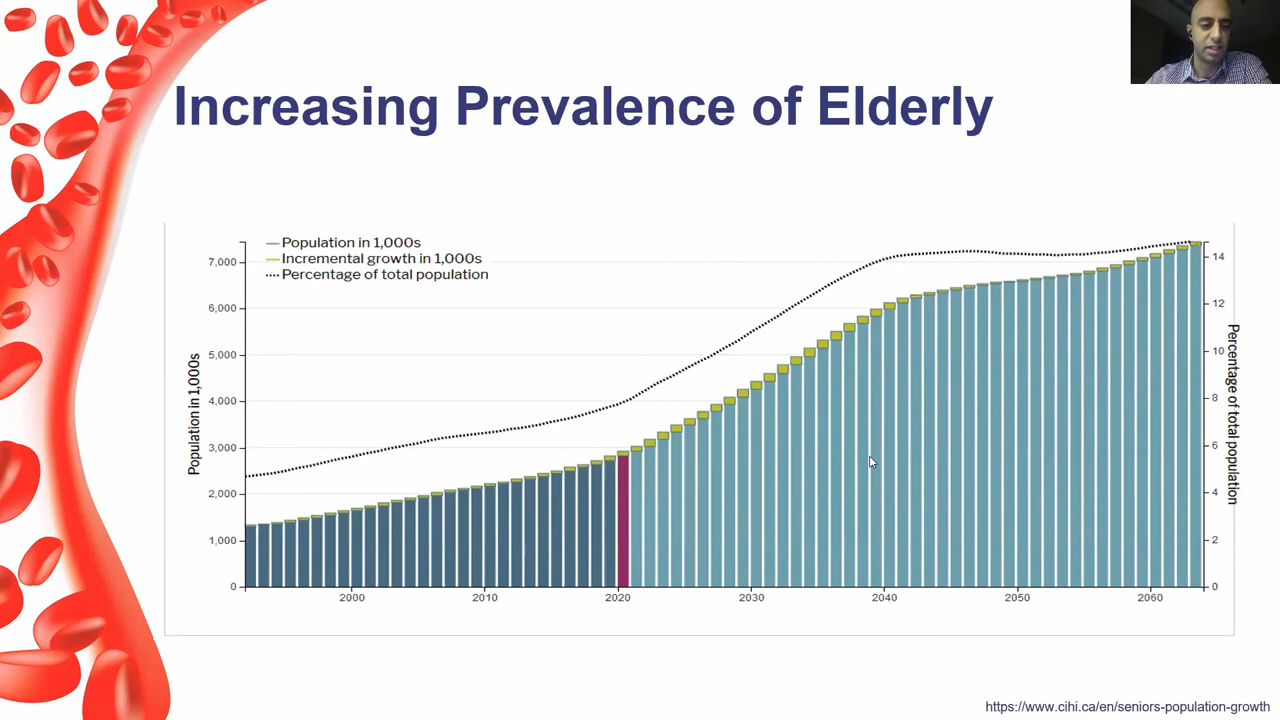 Increasing Prevalence of Elderly
Population in 1,000s
Incremental growth in 1,000s
Percentage of total population
7,000
6,000
5,000
4,000
3,000
2,000
1,000
0
Population in 1,000s
14
12
10
8
6
4
2
0
Percentage of total population
2000 2010 2020 2030 2040 2050 2060
https://www.cihi.ca/en/seniors-population-growth